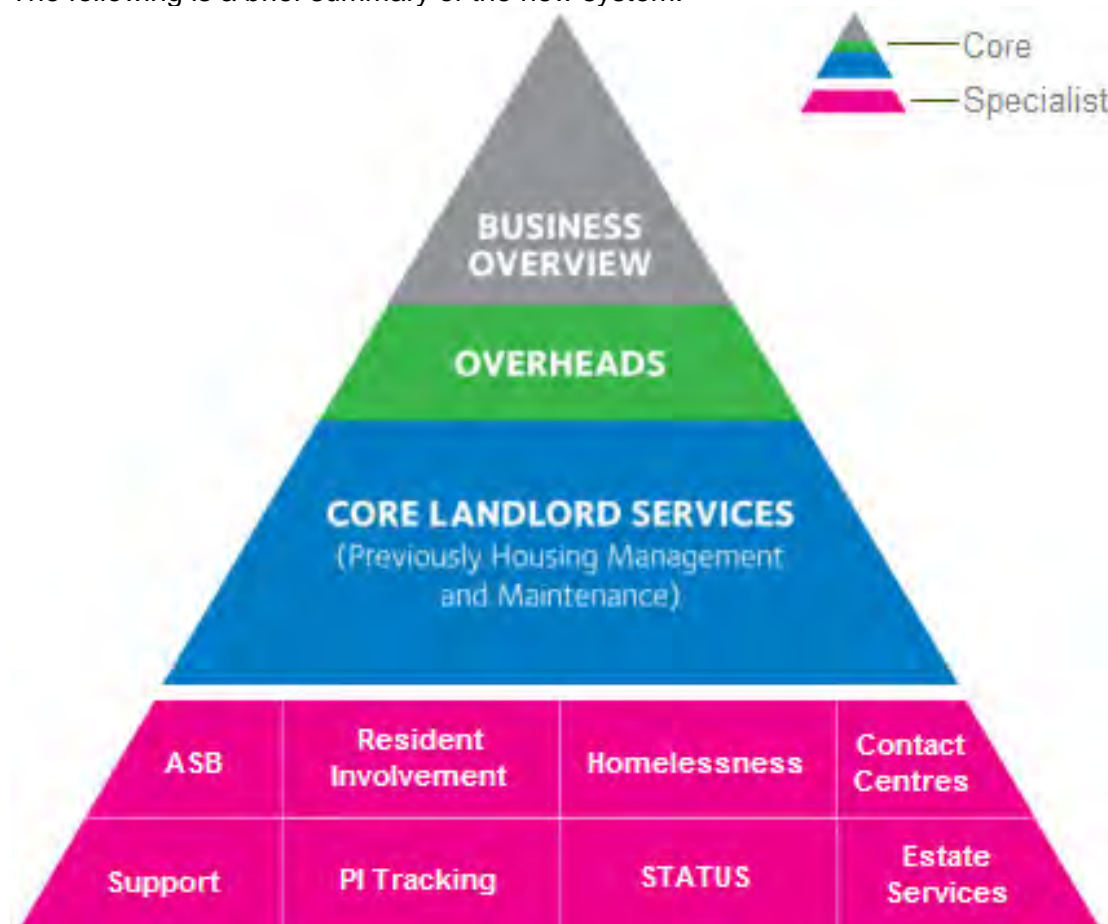 The following is a brief summary of the new system:
Core
Specialist
BUSINESS
OVERVIEW
OVERHEADS
CORE LANDLORD SERVICES
(Previously Housing Management
and Maintenance)
ASB
Resident
Involvement
Homelessness
Contact
Centres
Support
PI Tracking
STATUS
Estate
Services